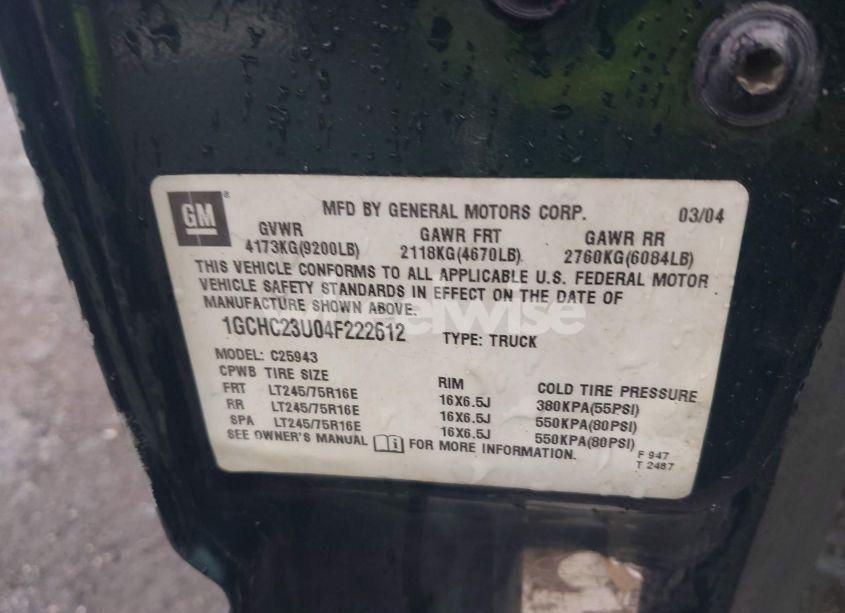 GM®
MFD BY GENERAL MOTORS CORP. 03/04
GVWR GAWR FRT GAWR RR
4173KG(9200LB) 2118KG(4670LB) 2760KG(6084LB)
THIS VEHICLE CONFORMS TO ALL APPLICABLE U.S. FEDERAL MOTOR
VEHICLE SAFETY STANDARDS IN EFFECT ON THE DATE OF
MANUFACTURE SHOWN ABOVE.
1GCHC23U04F222612 TYPE: TRUCK
MODEL: C25943
CPWB TIRE SIZE RIM COLD TIRE PRESSURE
FRT LT245/75R16E 16X6.5J 380KPA(55PSI)
RR LT245/75R16E 16X6.5J 550KPA(80PSI)
SPA LT245/75R16E 16X6.5J 550KPA(80PSI)
SEE OWNER'S MANUAL FOR MORE INFORMATION.
F 947
T 2487